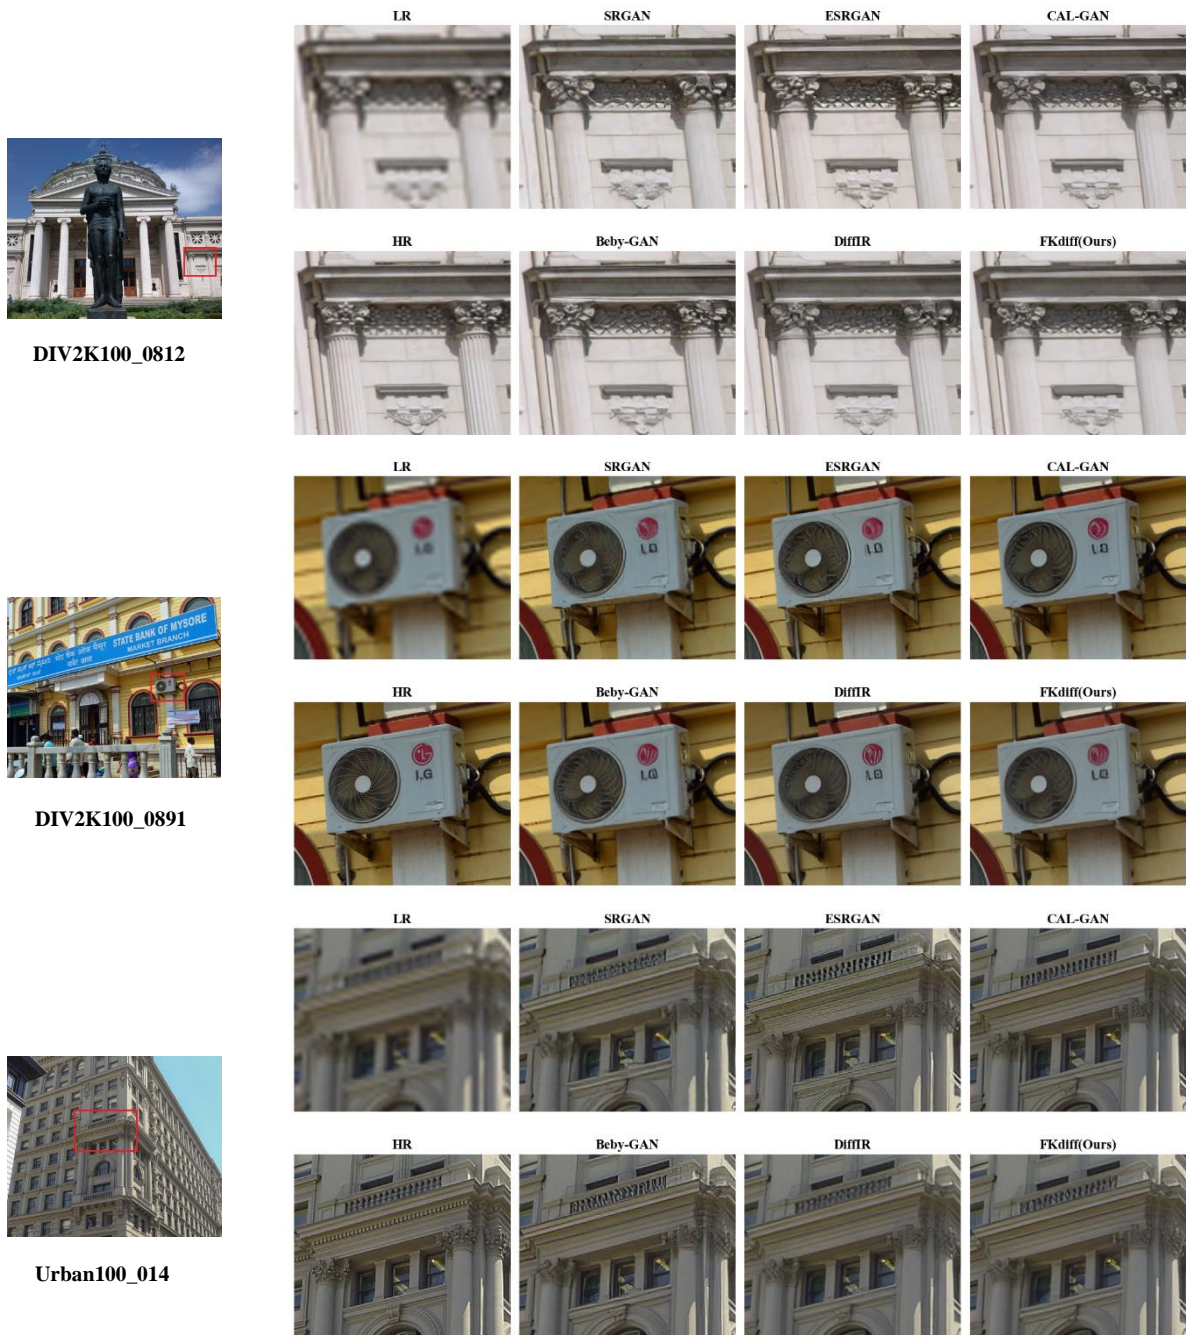 LR SRGAN ESRGAN CAL-GAN
HR Beby-GAN DiffIR FKdiff(Ours)
DIV2K100_0812
LR SRGAN ESRGAN CAL-GAN
LG
STATE BANK OF MYSORE
MARKET BRANCH
HR Beby-GAN DiffIR FKdiff(Ours)
LG
DIV2K100_0891
LR SRGAN ESRGAN CAL-GAN
HR Beby-GAN DiffIR FKdiff(Ours)
Urban100_014